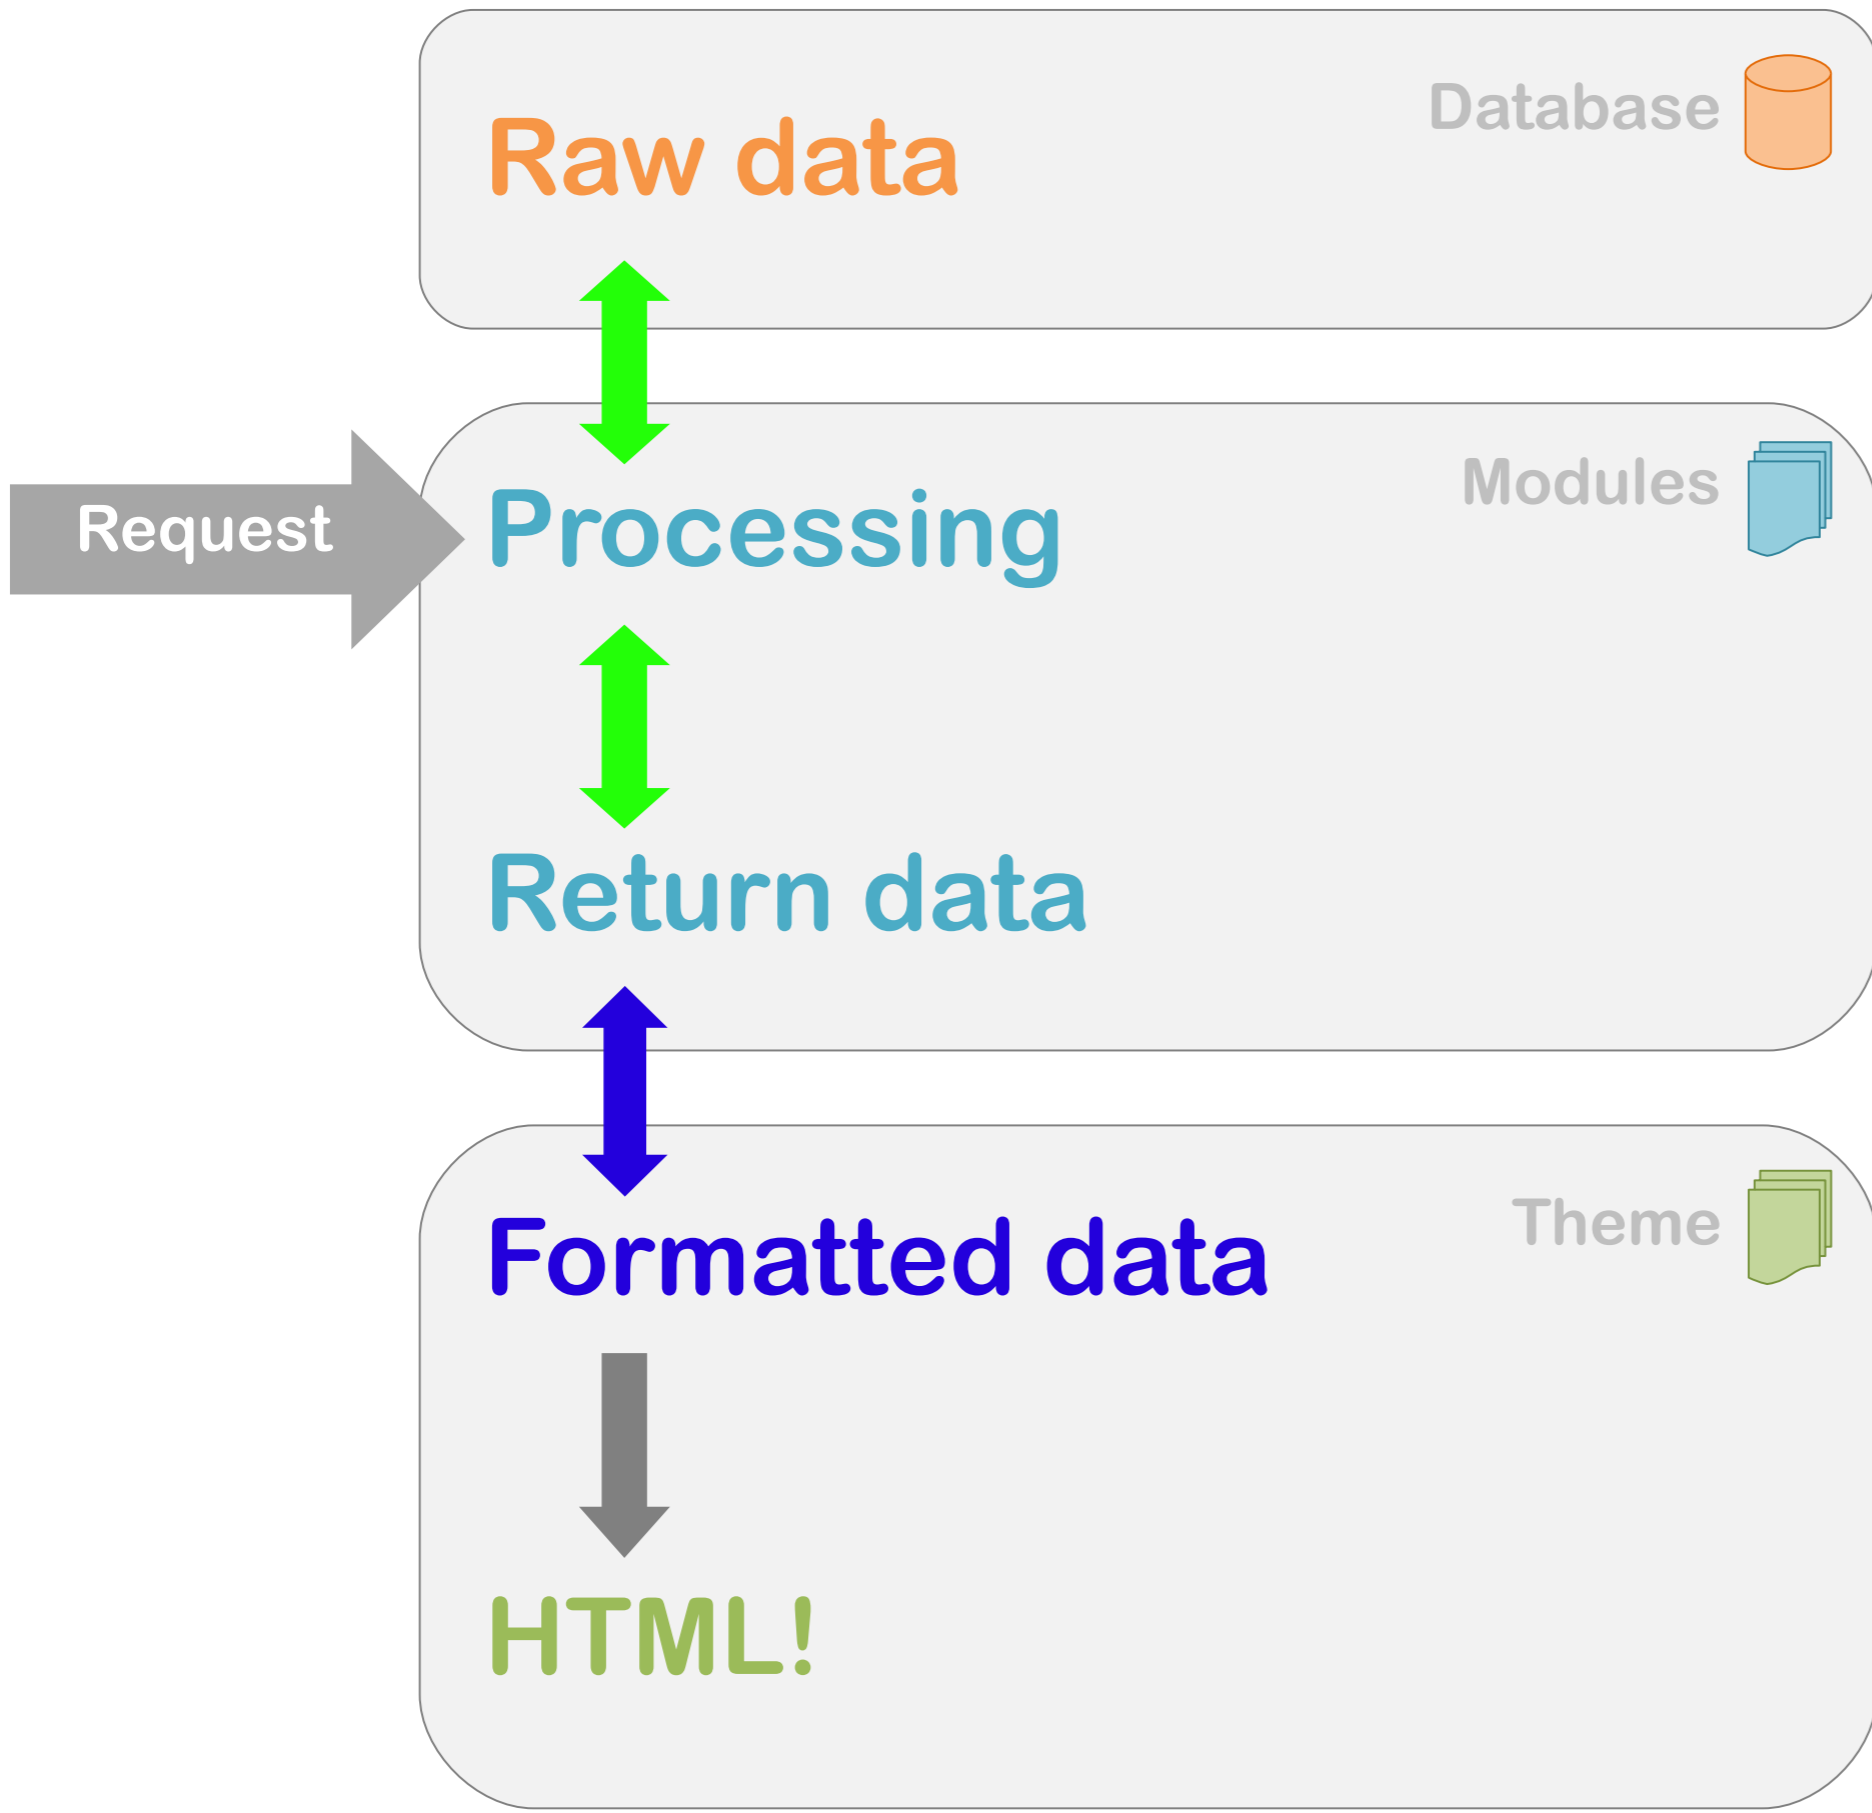 Database
Raw data
Modules
Request
Processing
Return data
Theme
Formatted data
HTML!